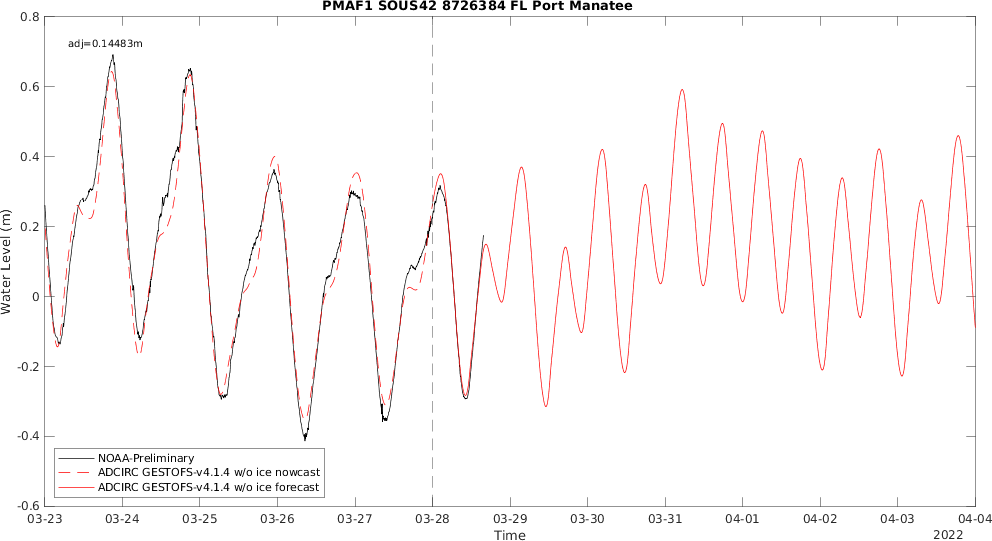 PMAF1 SOUS42 8726384 FL Port Manatee
adj=0.14483m
0.8
0.6
0.4
0.2
0
-0.2
-0.4
-0.6
Water Level (m)
NOAA-Preliminary
ADCIRC GESTOFS-v4.1.4 w/o ice nowcast
ADCIRC GESTOFS-v4.1.4 w/o ice forecast
03-23 03-24 03-25 03-26 03-27 03-28 03-29 03-30 03-31 04-01 04-02 04-03 04-04
Time
2022